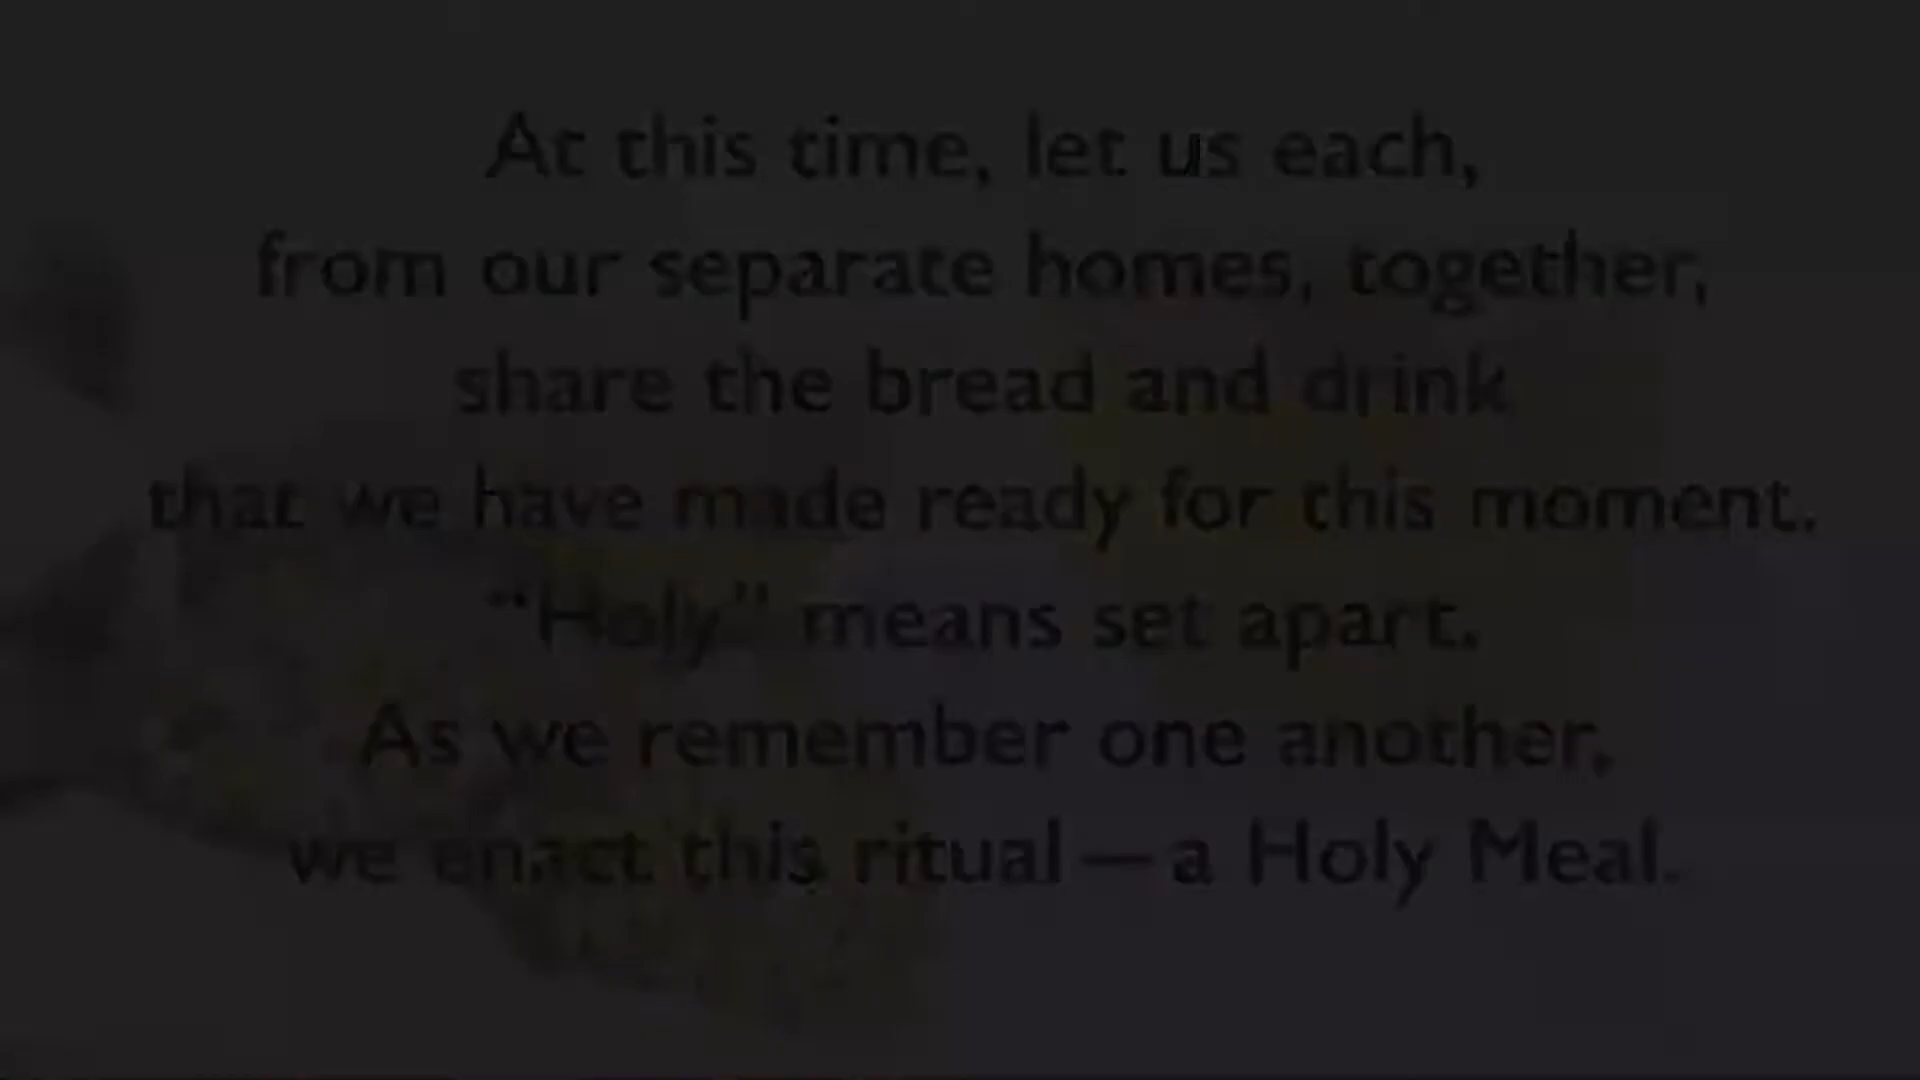 At this time, let us each,
from our separate homes, together,
share the bread and drink
that we have made ready for this moment.
“Holy” means set apart.
As we remember one another,
we enact this ritual—a Holy Meal.